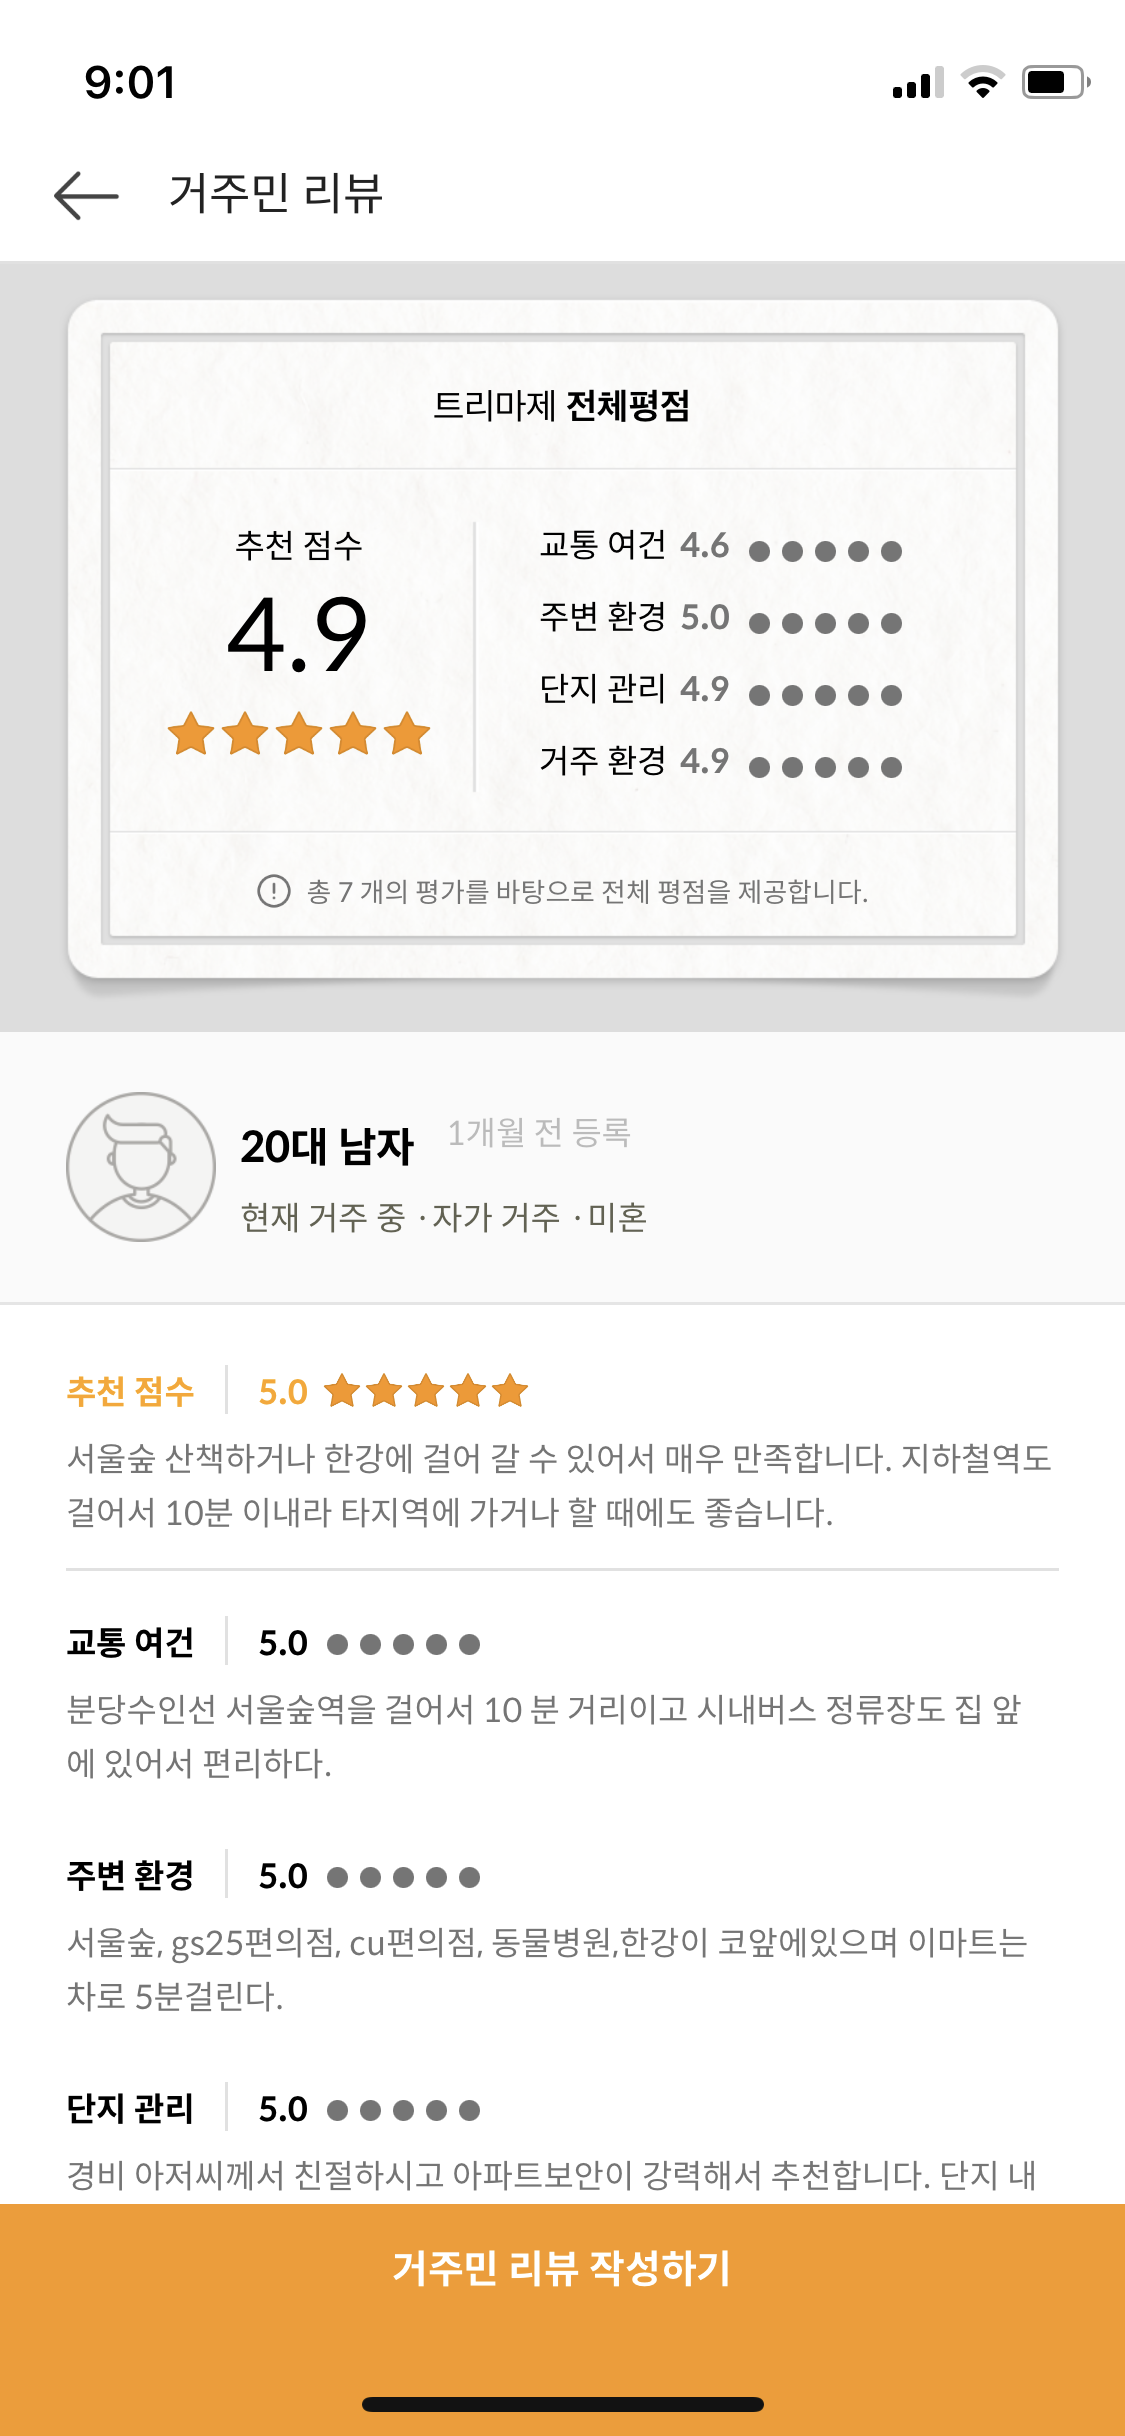 9:01
거주민 리뷰
트리마제 전체평점
추천 점수
4.9
교통 여건 4.6
주변 환경 5.0
단지 관리 4.9
거주 환경 4.9
총 7 개의 평가를 바탕으로 전체 평점을 제공합니다.
20대 남자 1개월 전 등록
현재 거주 중 · 자가 거주 · 미혼
추천 점수 5.0
서울숲 산책하거나 한강에 걸어 갈 수 있어서 매우 만족합니다. 지하철역도
걸어서 10분 이내라 타지역에 가거나 할 때에도 좋습니다.
교통 여건 5.0
분당수인선 서울숲역을 걸어서 10 분 거리이고 시내버스 정류장도 집 앞
에 있어서 편리하다.
주변 환경 5.0
서울숲, gs25편의점, cu편의점, 동물병원,한강이 코앞에있으며 이마트는
차로 5분걸린다.
단지 관리 5.0
경비 아저씨께서 친절하시고 아파트보안이 강력해서 추천합니다. 단지 내
거주민 리뷰 작성하기